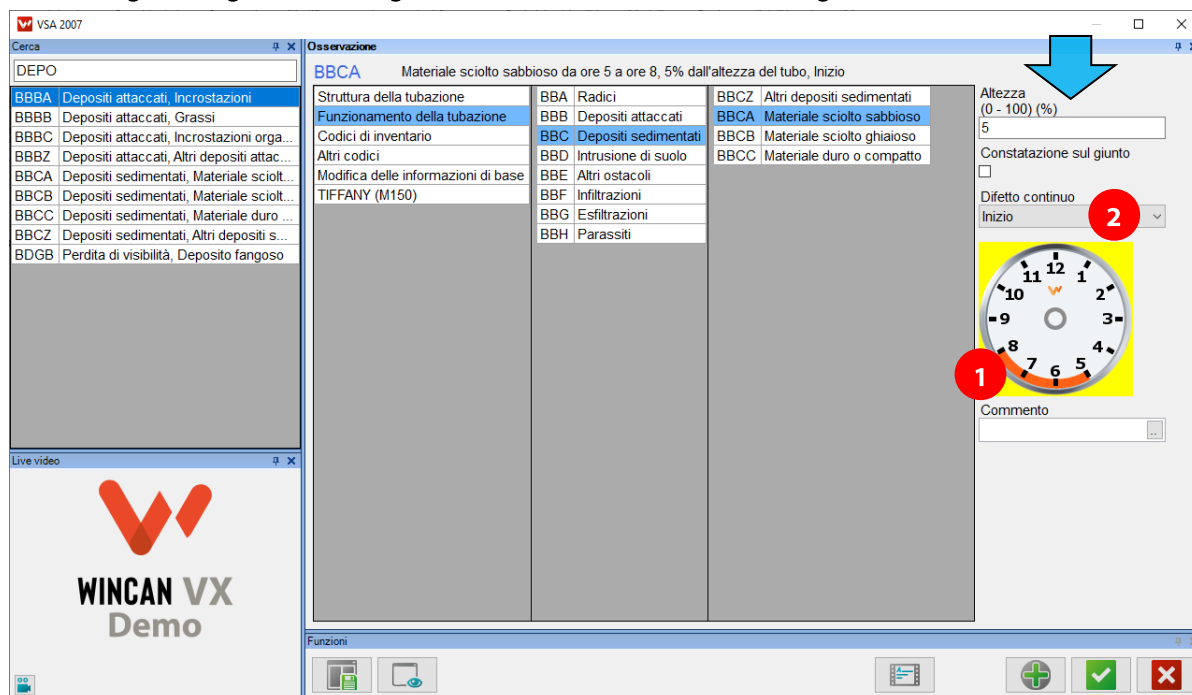 VSA 2007
Cerca
DEPO
BBBA Depositi attaccati, Incrostazioni
BBBB Depositi attaccati, Grassi
BBBC Depositi attaccati, Incrostazioni orga...
BBBZ Depositi attaccati, Altri depositi attac...
BBCA Depositi sedimentati, Materiale sciolt...
BBCB Depositi sedimentati, Materiale sciolt...
BBCC Depositi sedimentati, Materiale duro ...
BBCZ Depositi sedimentati, Altri depositi s...
BDGB Perdita di visibilità, Deposito fangoso
Live video
WINCAN VX
Demo
Osservazione
BBCA Materiale sciolto sabbioso da ore 5 a ore 8, 5% dall'altezza del tubo, Inizio
Struttura della tubazione
Funzionamento della tubazione
Codici di inventario
Altri codici
Modifica delle informazioni di base
TIFFANY (M150)
BBA Radici
BBB Depositi attaccati
BBC Depositi sedimentati
BBD Intrusione di suolo
BBE Altri ostacoli
BBF Infiltrazioni
BBG Esfiltrazioni
BBH Parassiti
BBCZ Altri depositi sedimentati
BBCA Materiale sciolto sabbioso
BBCB Materiale sciolto ghiaioso
BBCC Materiale duro o compatto
Altezza
(0 - 100) (%)
5
Constatazione sul giunto
Difetto continuo
Inizio
2
12
11 1
10 2
9 3
8 4
7 6 5
1
Commento
..
Funzioni